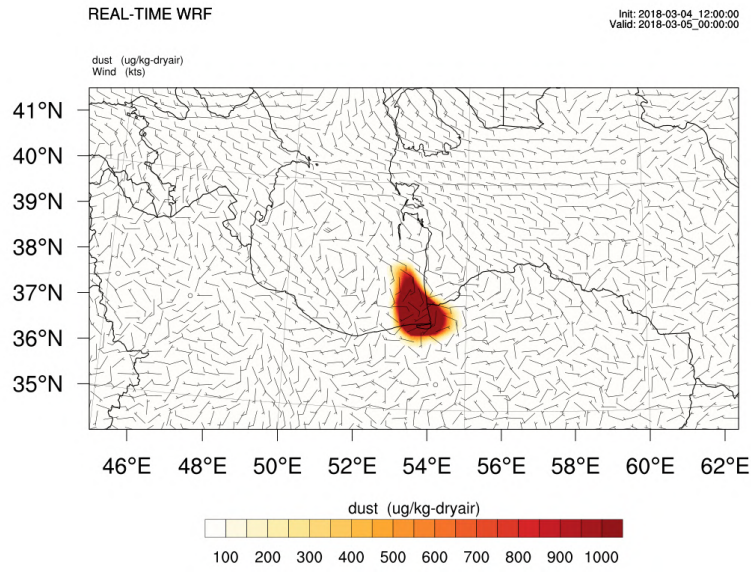 REAL-TIME WRF
Init: 2018-03-04_12:00:00
Valid: 2018-03-05_00:00:00
dust (ug/kg-dryair)
Wind (kts)
41°N
40°N
39°N
38°N
37°N
36°N
35°N
46°E 48°E 50°E 52°E 54°E 56°E 58°E 60°E 62°E
dust (ug/kg-dryair)
100 200 300 400 500 600 700 800 900 1000